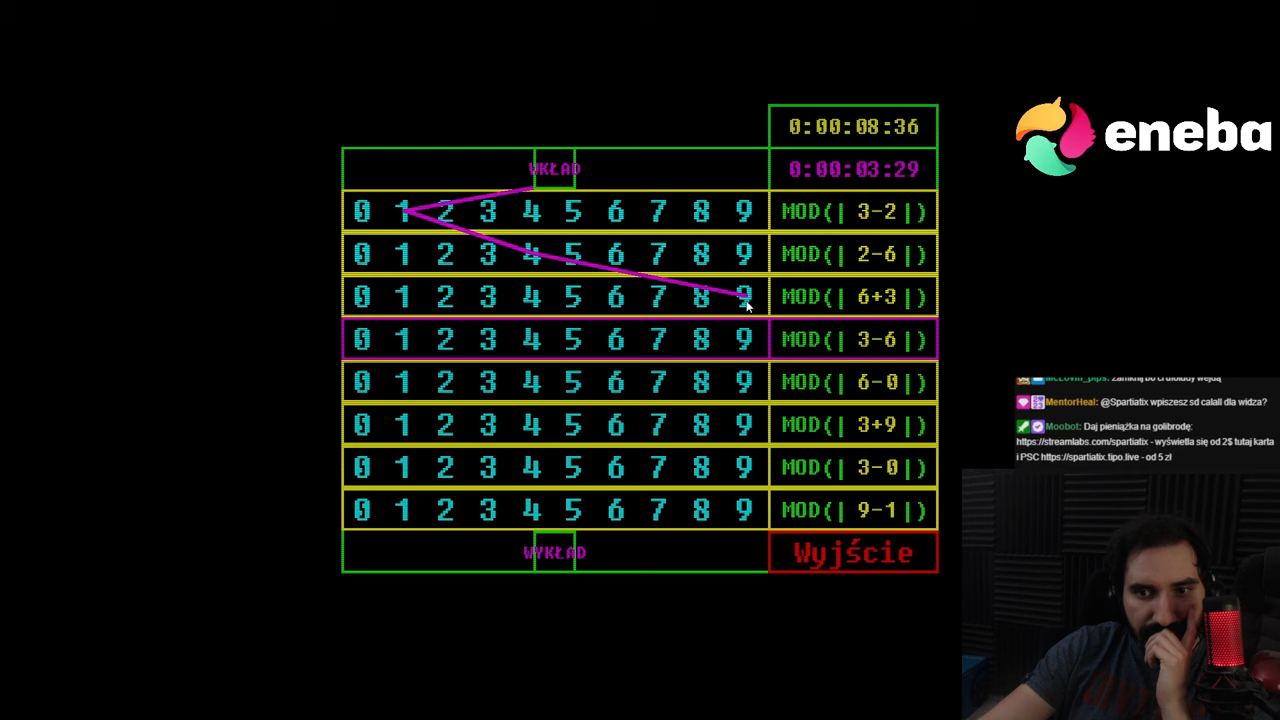 0:00:08:36
eneba
WKŁAD
0:00:03:29
0 1 2 3 4 5 6 7 8 9 MOD(| 3-2 |)
0 1 2 3 4 5 6 7 8 9 MOD(| 2-6 |)
0 1 2 3 4 5 6 7 8 9 MOD(| 6+3 |)
0 1 2 3 4 5 6 7 8 9 MOD(| 3-6 |)
0 1 2 3 4 5 6 7 8 9 MOD(| 6-0 |)
0 1 2 3 4 5 6 7 8 9 MOD(| 3+9 |)
0 1 2 3 4 5 6 7 8 9 MOD(| 3-0 |)
0 1 2 3 4 5 6 7 8 9 MOD(| 9-1 |)
WYKŁAD
Wyjście
MentorHeal: @Spartiatix wpiszesz sd calall dla widza?
Moobot: Daj pieniążka na golibrodę:
https://streamlabs.com/spartiatix - wyświetla się od 2$ tutaj karta
i PSC https://spartiatix.tipo.live - od 5 zł